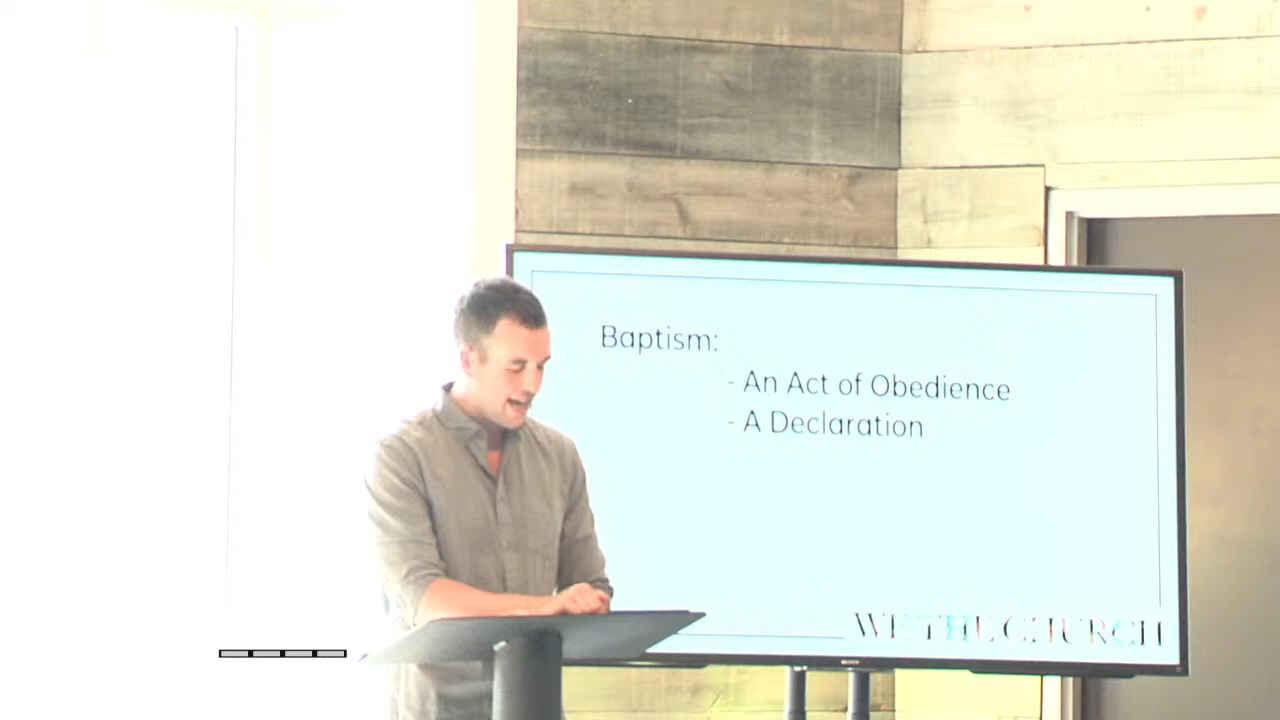 Baptism:
- An Act of Obedience
- A Declaration
WE THE CHURCH